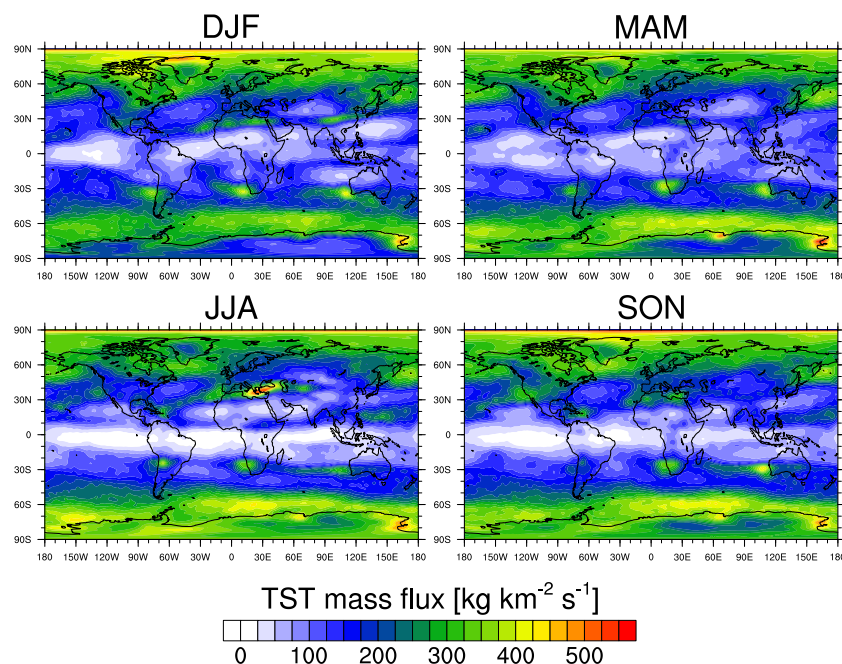 DJF MAM
90N 90N
60N 60N
30N 30N
0 0
30S 30S
60S 60S
90S 90S
180 150W 120W 90W 60W 30W 0 30E 60E 90E 120E 150E 180 180 150W 120W 90W 60W 30W 0 30E 60E 90E 120E 150E 180
JJA SON
90N 90N
60N 60N
30N 30N
0 0
30S 30S
60S 60S
90S 90S
180 150W 120W 90W 60W 30W 0 30E 60E 90E 120E 150E 180 180 150W 120W 90W 60W 30W 0 30E 60E 90E 120E 150E 180
TST mass flux [kg km⁻² s⁻¹]
0 100 200 300 400 500